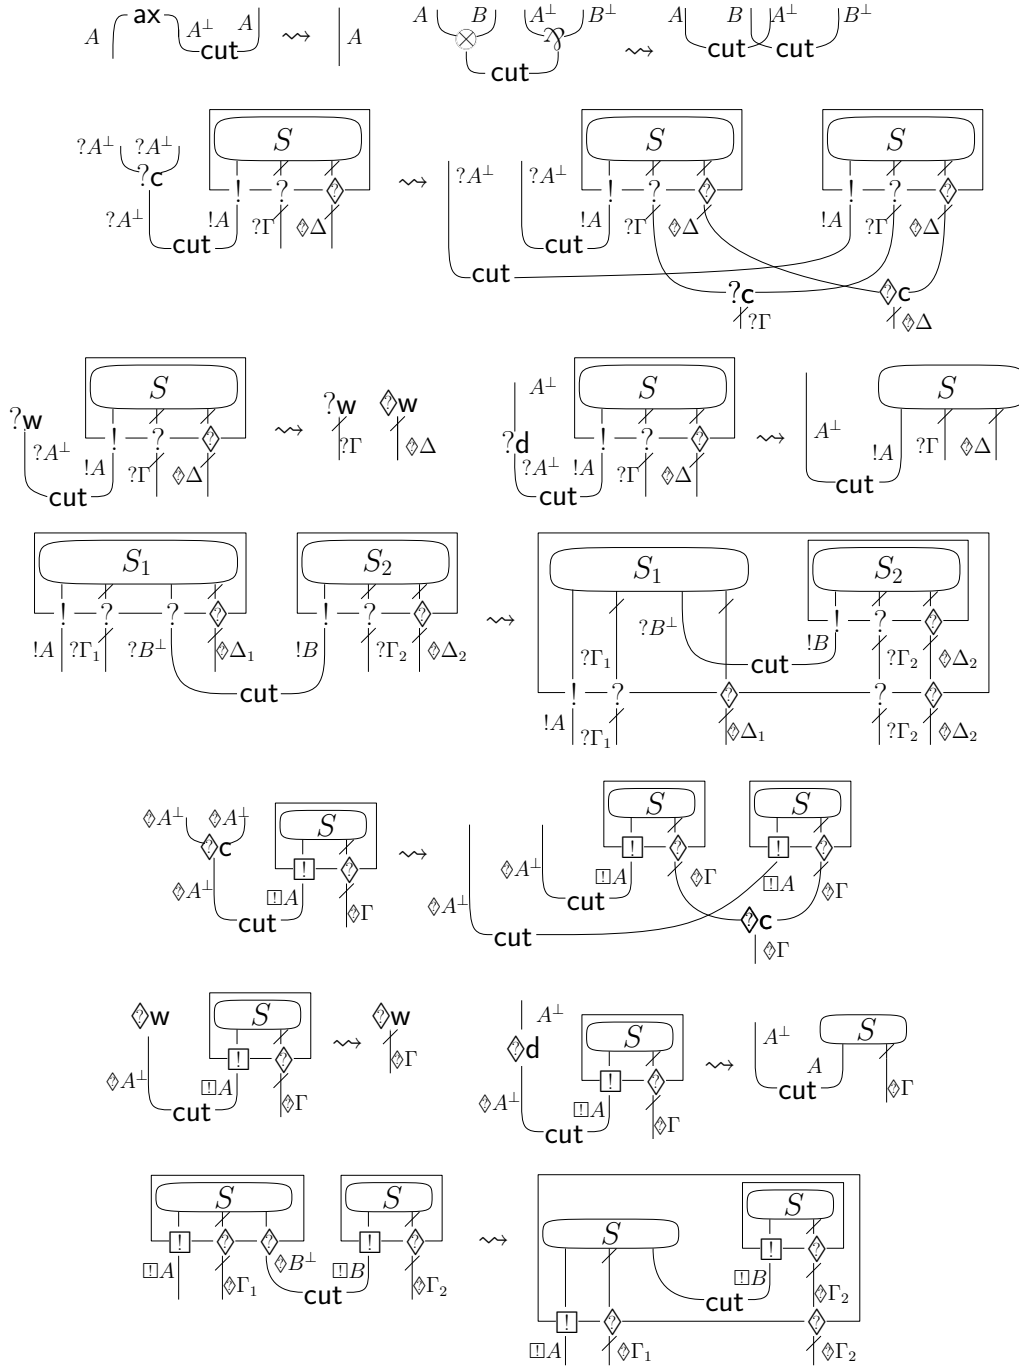 A ax A⊥ A cut ⇝ A A B A⊥ B⊥ ⊗ ⅋ cut ⇝ A B A⊥ B⊥ cut cut
?A⊥ ?A⊥ ?c S ! ? ⟐ ?A⊥ !A ?Γ ⟐Δ cut ⇝ ?A⊥ ?A⊥ S ! ? ⟐ !A ?Γ ⟐Δ cut S ! ? ⟐ !A ?Γ ⟐Δ cut ?c ?Γ ⟐c ⟐Δ
?w ?A⊥ S ! ? ⟐ !A ?Γ ⟐Δ cut ⇝ ?w ?Γ ⟐w ⟐Δ A⊥ ?d ?A⊥ S ! ? ⟐ !A ?Γ ⟐Δ cut ⇝ A⊥ S !A ?Γ ⟐Δ cut
S₁ ! ? ? ⟐ !A ?Γ₁ ?B⊥ ⟐Δ₁ S₂ ! ? ⟐ !B ?Γ₂ ⟐Δ₂ cut ⇝ S₁ ?Γ₁ ?B⊥ S₂ ! ? ⟐ !B ?Γ₂ ⟐Δ₂ cut ! ? ⟐ ? ⟐ !A ?Γ₁ ⟐Δ₁ ?Γ₂ ⟐Δ₂
⟐A⊥ ⟐A⊥ ⟐c ⟐A⊥ S [!] ⟐ [!]A ⟐Γ cut ⇝ ⟐A⊥ ⟐A⊥ S [!] ⟐ [!]A ⟐Γ cut S [!] ⟐ [!]A ⟐Γ cut ⟐c ⟐Γ
⟐w ⟐A⊥ S [!] ⟐ [!]A ⟐Γ cut ⇝ ⟐w ⟐Γ A⊥ ⟐d ⟐A⊥ S [!] ⟐ [!]A ⟐Γ cut ⇝ A⊥ S A ⟐Γ cut
S [!] ⟐ ⟐ [!]A ⟐Γ₁ ⟐B⊥ S [!] ⟐ [!]B ⟐Γ₂ cut ⇝ S S [!] ⟐ [!]B ⟐Γ₂ cut [!] ⟐ ⟐ [!]A ⟐Γ₁ ⟐Γ₂